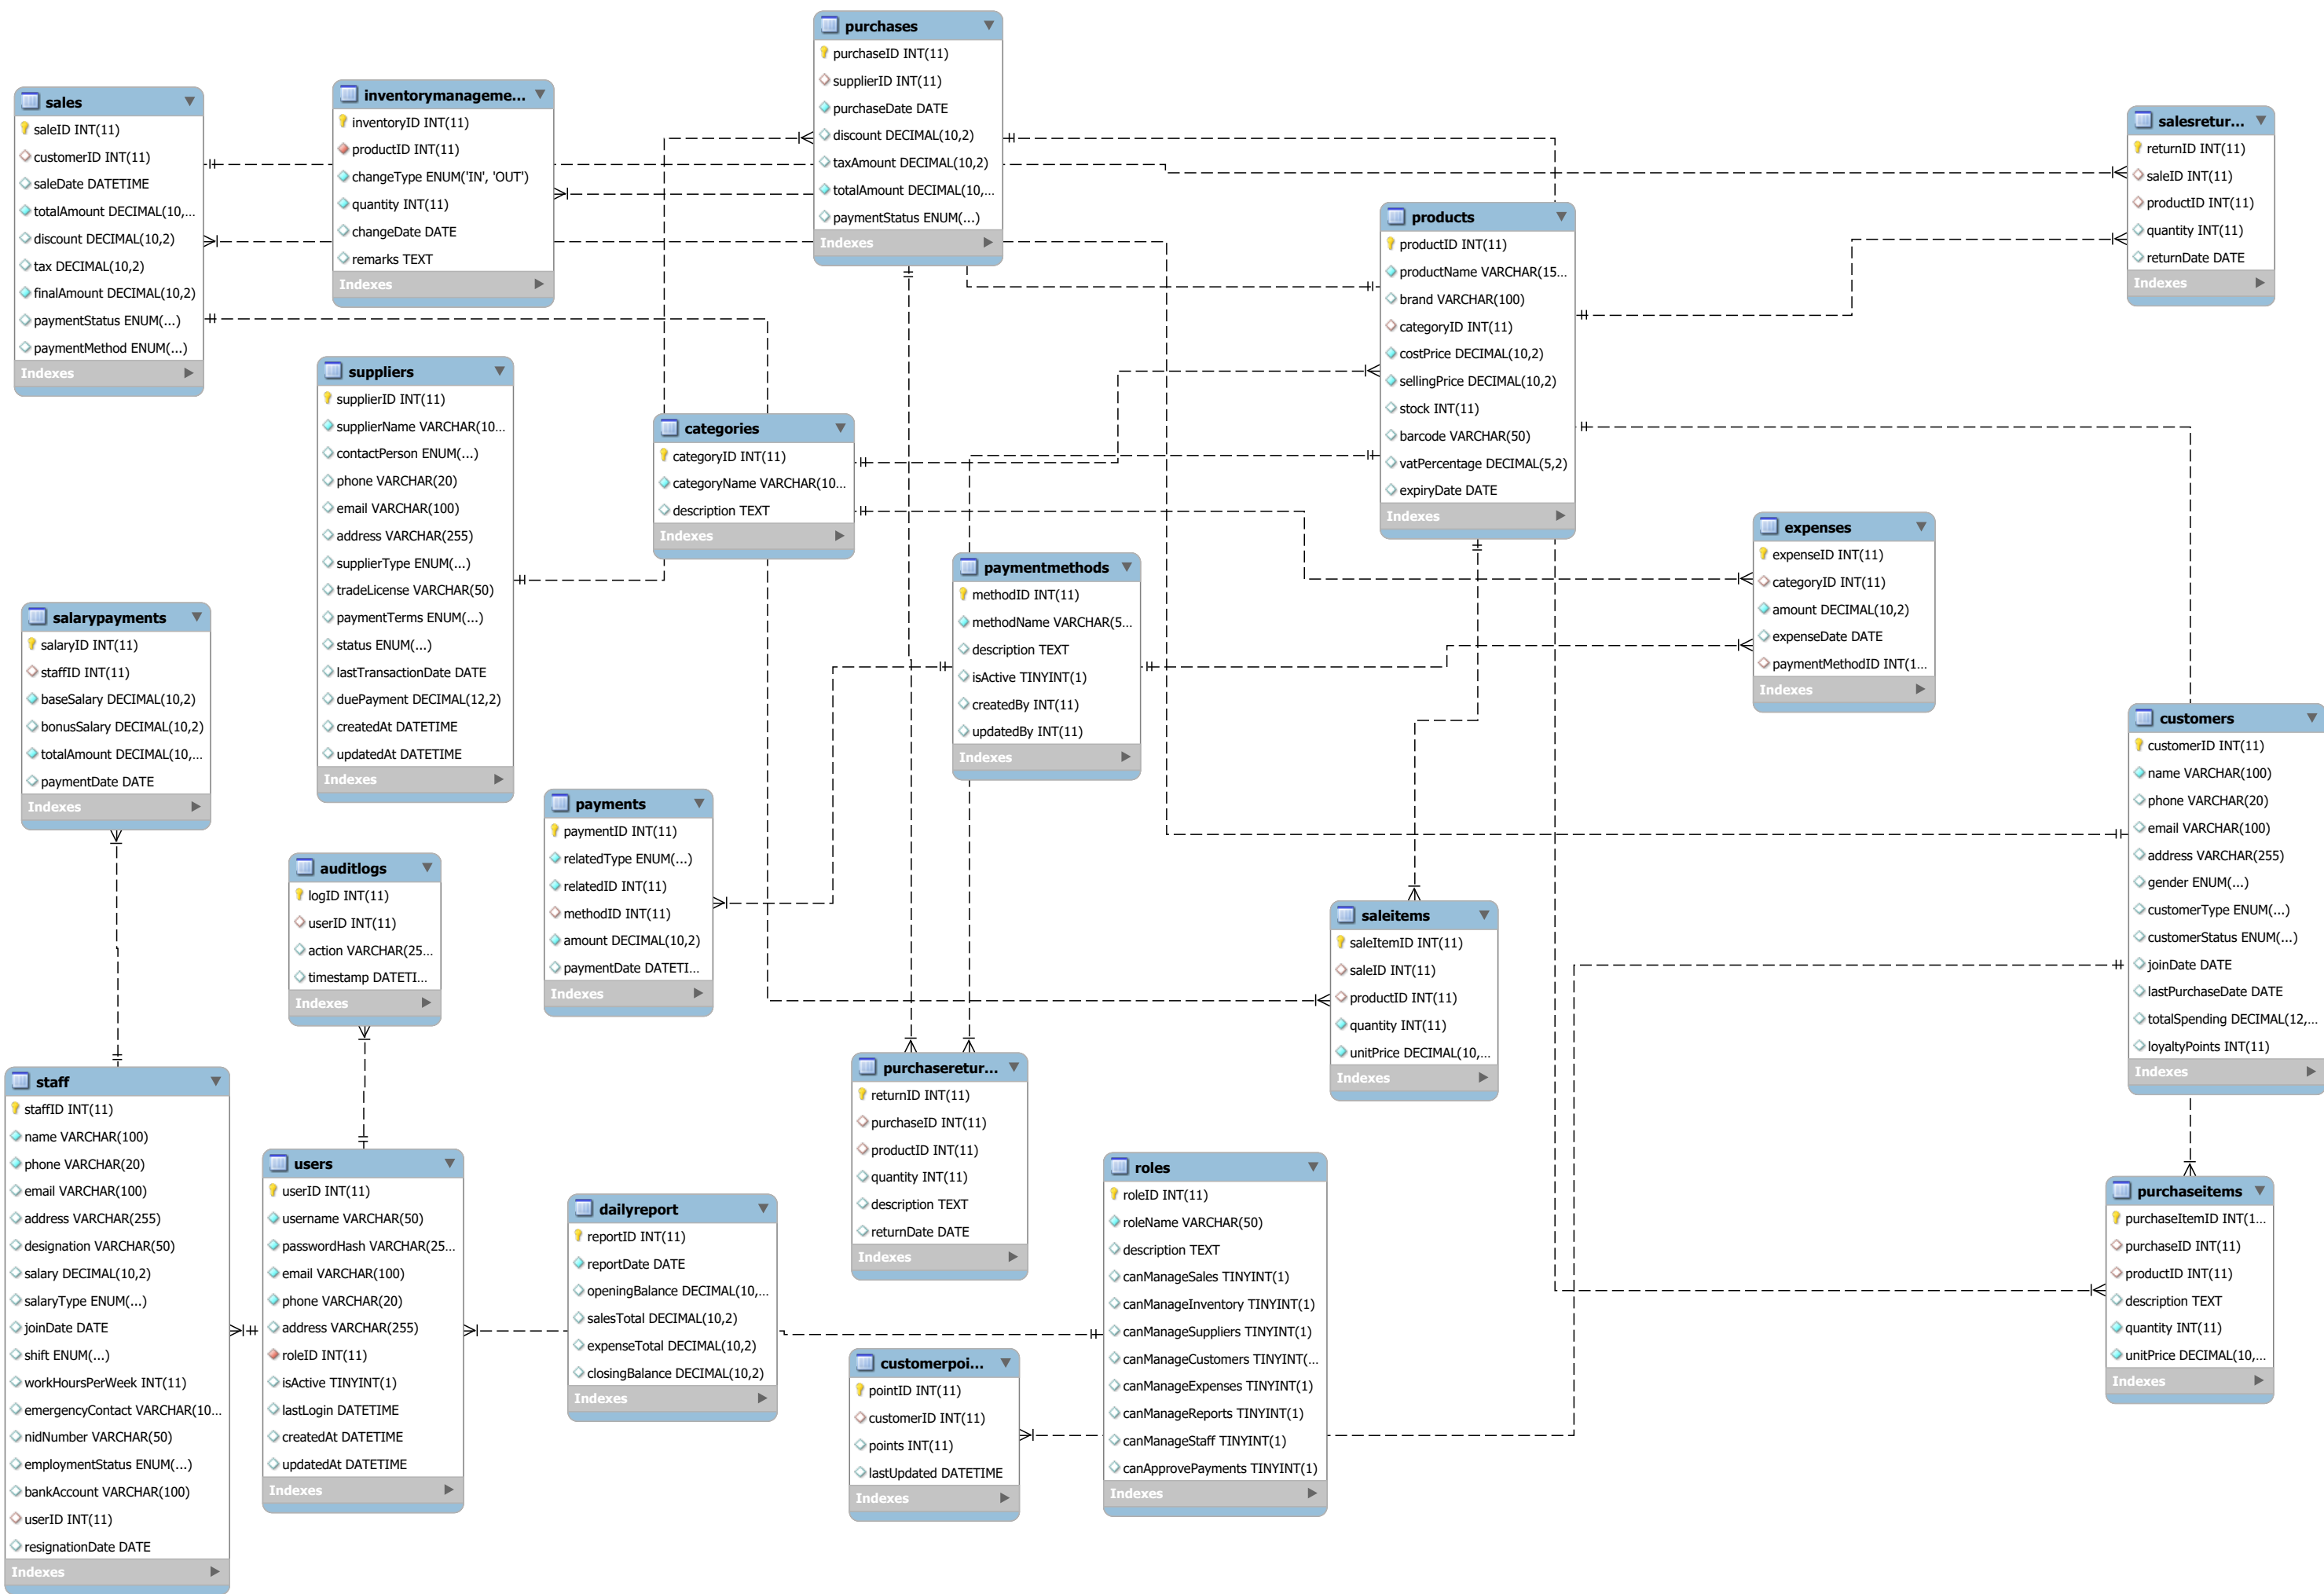 purchases
purchaseID INT(11)
supplierID INT(11)
purchaseDate DATE
discount DECIMAL(10,2)
taxAmount DECIMAL(10,2)
totalAmount DECIMAL(10,...
paymentStatus ENUM(...)
Indexes
sales
saleID INT(11)
customerID INT(11)
saleDate DATETIME
totalAmount DECIMAL(10,...
discount DECIMAL(10,2)
tax DECIMAL(10,2)
finalAmount DECIMAL(10,2)
paymentStatus ENUM(...)
paymentMethod ENUM(...)
Indexes
inventorymanageme...
inventoryID INT(11)
productID INT(11)
changeType ENUM('IN', 'OUT')
quantity INT(11)
changeDate DATE
remarks TEXT
Indexes
salesretur...
returnID INT(11)
saleID INT(11)
productID INT(11)
quantity INT(11)
returnDate DATE
Indexes
products
productID INT(11)
productName VARCHAR(15...
brand VARCHAR(100)
categoryID INT(11)
costPrice DECIMAL(10,2)
sellingPrice DECIMAL(10,2)
stock INT(11)
barcode VARCHAR(50)
vatPercentage DECIMAL(5,2)
expiryDate DATE
Indexes
suppliers
supplierID INT(11)
supplierName VARCHAR(10...
contactPerson ENUM(...)
phone VARCHAR(20)
email VARCHAR(100)
address VARCHAR(255)
supplierType ENUM(...)
tradeLicense VARCHAR(50)
paymentTerms ENUM(...)
status ENUM(...)
lastTransactionDate DATE
duePayment DECIMAL(12,2)
createdAt DATETIME
updatedAt DATETIME
Indexes
categories
categoryID INT(11)
categoryName VARCHAR(10...
description TEXT
Indexes
expenses
expenseID INT(11)
categoryID INT(11)
amount DECIMAL(10,2)
expenseDate DATE
paymentMethodID INT(1...
Indexes
paymentmethods
methodID INT(11)
methodName VARCHAR(5...
description TEXT
isActive TINYINT(1)
createdBy INT(11)
updatedBy INT(11)
Indexes
salarypayments
salaryID INT(11)
staffID INT(11)
baseSalary DECIMAL(10,2)
bonusSalary DECIMAL(10,2)
totalAmount DECIMAL(10,...
paymentDate DATE
Indexes
customers
customerID INT(11)
name VARCHAR(100)
phone VARCHAR(20)
email VARCHAR(100)
address VARCHAR(255)
gender ENUM(...)
customerType ENUM(...)
customerStatus ENUM(...)
joinDate DATE
lastPurchaseDate DATE
totalSpending DECIMAL(12,...
loyaltyPoints INT(11)
Indexes
payments
paymentID INT(11)
relatedType ENUM(...)
relatedID INT(11)
methodID INT(11)
amount DECIMAL(10,2)
paymentDate DATETI...
Indexes
auditlogs
logID INT(11)
userID INT(11)
action VARCHAR(25...
timestamp DATETI...
Indexes
saleitems
saleItemID INT(11)
saleID INT(11)
productID INT(11)
quantity INT(11)
unitPrice DECIMAL(10,...
Indexes
purchaseretur...
returnID INT(11)
purchaseID INT(11)
productID INT(11)
quantity INT(11)
description TEXT
returnDate DATE
Indexes
staff
staffID INT(11)
name VARCHAR(100)
phone VARCHAR(20)
email VARCHAR(100)
address VARCHAR(255)
designation VARCHAR(50)
salary DECIMAL(10,2)
salaryType ENUM(...)
joinDate DATE
shift ENUM(...)
workHoursPerWeek INT(11)
emergencyContact VARCHAR(10...
nidNumber VARCHAR(50)
employmentStatus ENUM(...)
bankAccount VARCHAR(100)
userID INT(11)
resignationDate DATE
Indexes
users
userID INT(11)
username VARCHAR(50)
passwordHash VARCHAR(25...
email VARCHAR(100)
phone VARCHAR(20)
address VARCHAR(255)
roleID INT(11)
isActive TINYINT(1)
lastLogin DATETIME
createdAt DATETIME
updatedAt DATETIME
Indexes
dailyreport
reportID INT(11)
reportDate DATE
openingBalance DECIMAL(10,...
salesTotal DECIMAL(10,2)
expenseTotal DECIMAL(10,2)
closingBalance DECIMAL(10,2)
Indexes
roles
roleID INT(11)
roleName VARCHAR(50)
description TEXT
canManageSales TINYINT(1)
canManageInventory TINYINT(1)
canManageSuppliers TINYINT(1)
canManageCustomers TINYINT(...
canManageExpenses TINYINT(1)
canManageReports TINYINT(1)
canManageStaff TINYINT(1)
canApprovePayments TINYINT(1)
Indexes
purchaseitems
purchaseItemID INT(1...
purchaseID INT(11)
productID INT(11)
description TEXT
quantity INT(11)
unitPrice DECIMAL(10,...
Indexes
customerpoi...
pointID INT(11)
customerID INT(11)
points INT(11)
lastUpdated DATETIME
Indexes